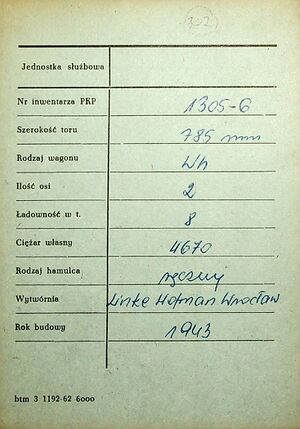 302
Jednostka służbowa
Nr inwentarza PKP 1305-6
Szerokość toru 785 mm
Rodzaj wagonu Wh
Ilość osi 2
Ładowność w t. 8
Ciężar własny 4670
Rodzaj hamulca ręczny
Wytwórnia Linke Hofman Wrocław
Rok budowy 1943
btm 3 1192-62 6000